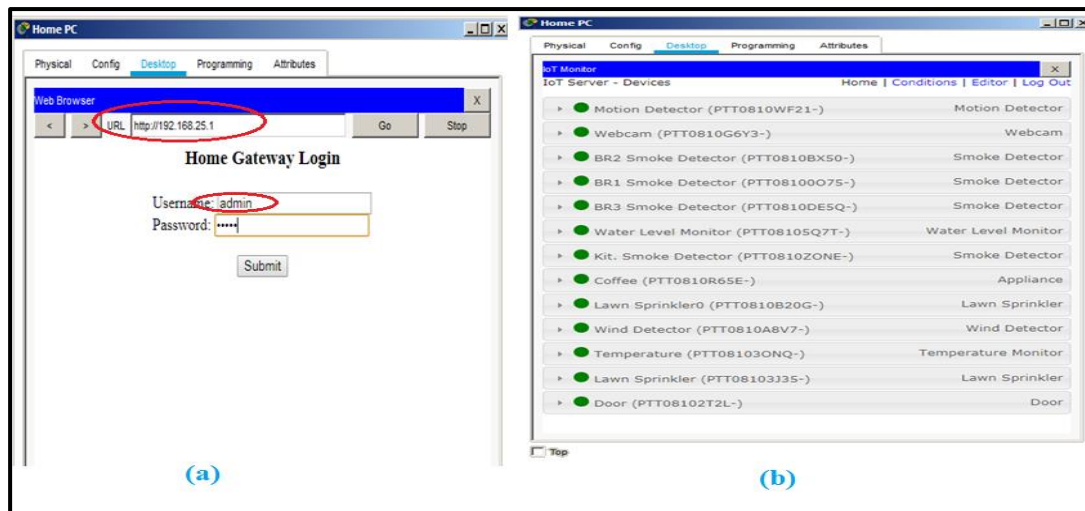 Home PC
Physical Config Desktop Programming Attributes
Web Browser X
< > URL http://192.168.25.1 Go Stop
Home Gateway Login
Username: admin
Password: •••••
Submit
(a)
Home PC
Physical Config Desktop Programming Attributes
IoT Monitor X
IoT Server - Devices Home | Conditions | Editor | Log Out
Motion Detector (PTT0810WF21-) Motion Detector
Webcam (PTT0810G6Y3-) Webcam
BR2 Smoke Detector (PTT0810BX50-) Smoke Detector
BR1 Smoke Detector (PTT08100O75-) Smoke Detector
BR3 Smoke Detector (PTT0810DE5Q-) Smoke Detector
Water Level Monitor (PTT08105Q7T-) Water Level Monitor
Kit. Smoke Detector (PTT0810ZONE-) Smoke Detector
Coffee (PTT0810R65E-) Appliance
Lawn Sprinkler0 (PTT0810B20G-) Lawn Sprinkler
Wind Detector (PTT0810A8V7-) Wind Detector
Temperature (PTT08103ONQ-) Temperature Monitor
Lawn Sprinkler (PTT08103J35-) Lawn Sprinkler
Door (PTT08102T2L-) Door
Top
(b)